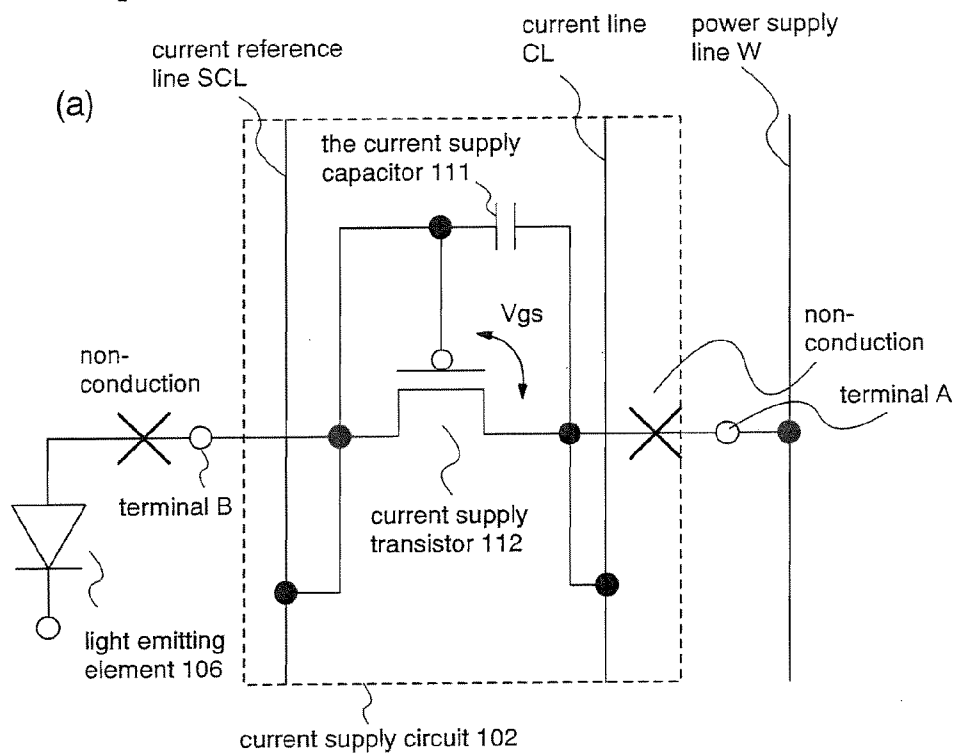 current reference
line SCL
current line
CL
power supply
line W
(a)
the current supply
capacitor 111
Vgs
non-
conduction
non-
conduction
terminal A
terminal B
current supply
transistor 112
light emitting
element 106
current supply circuit 102